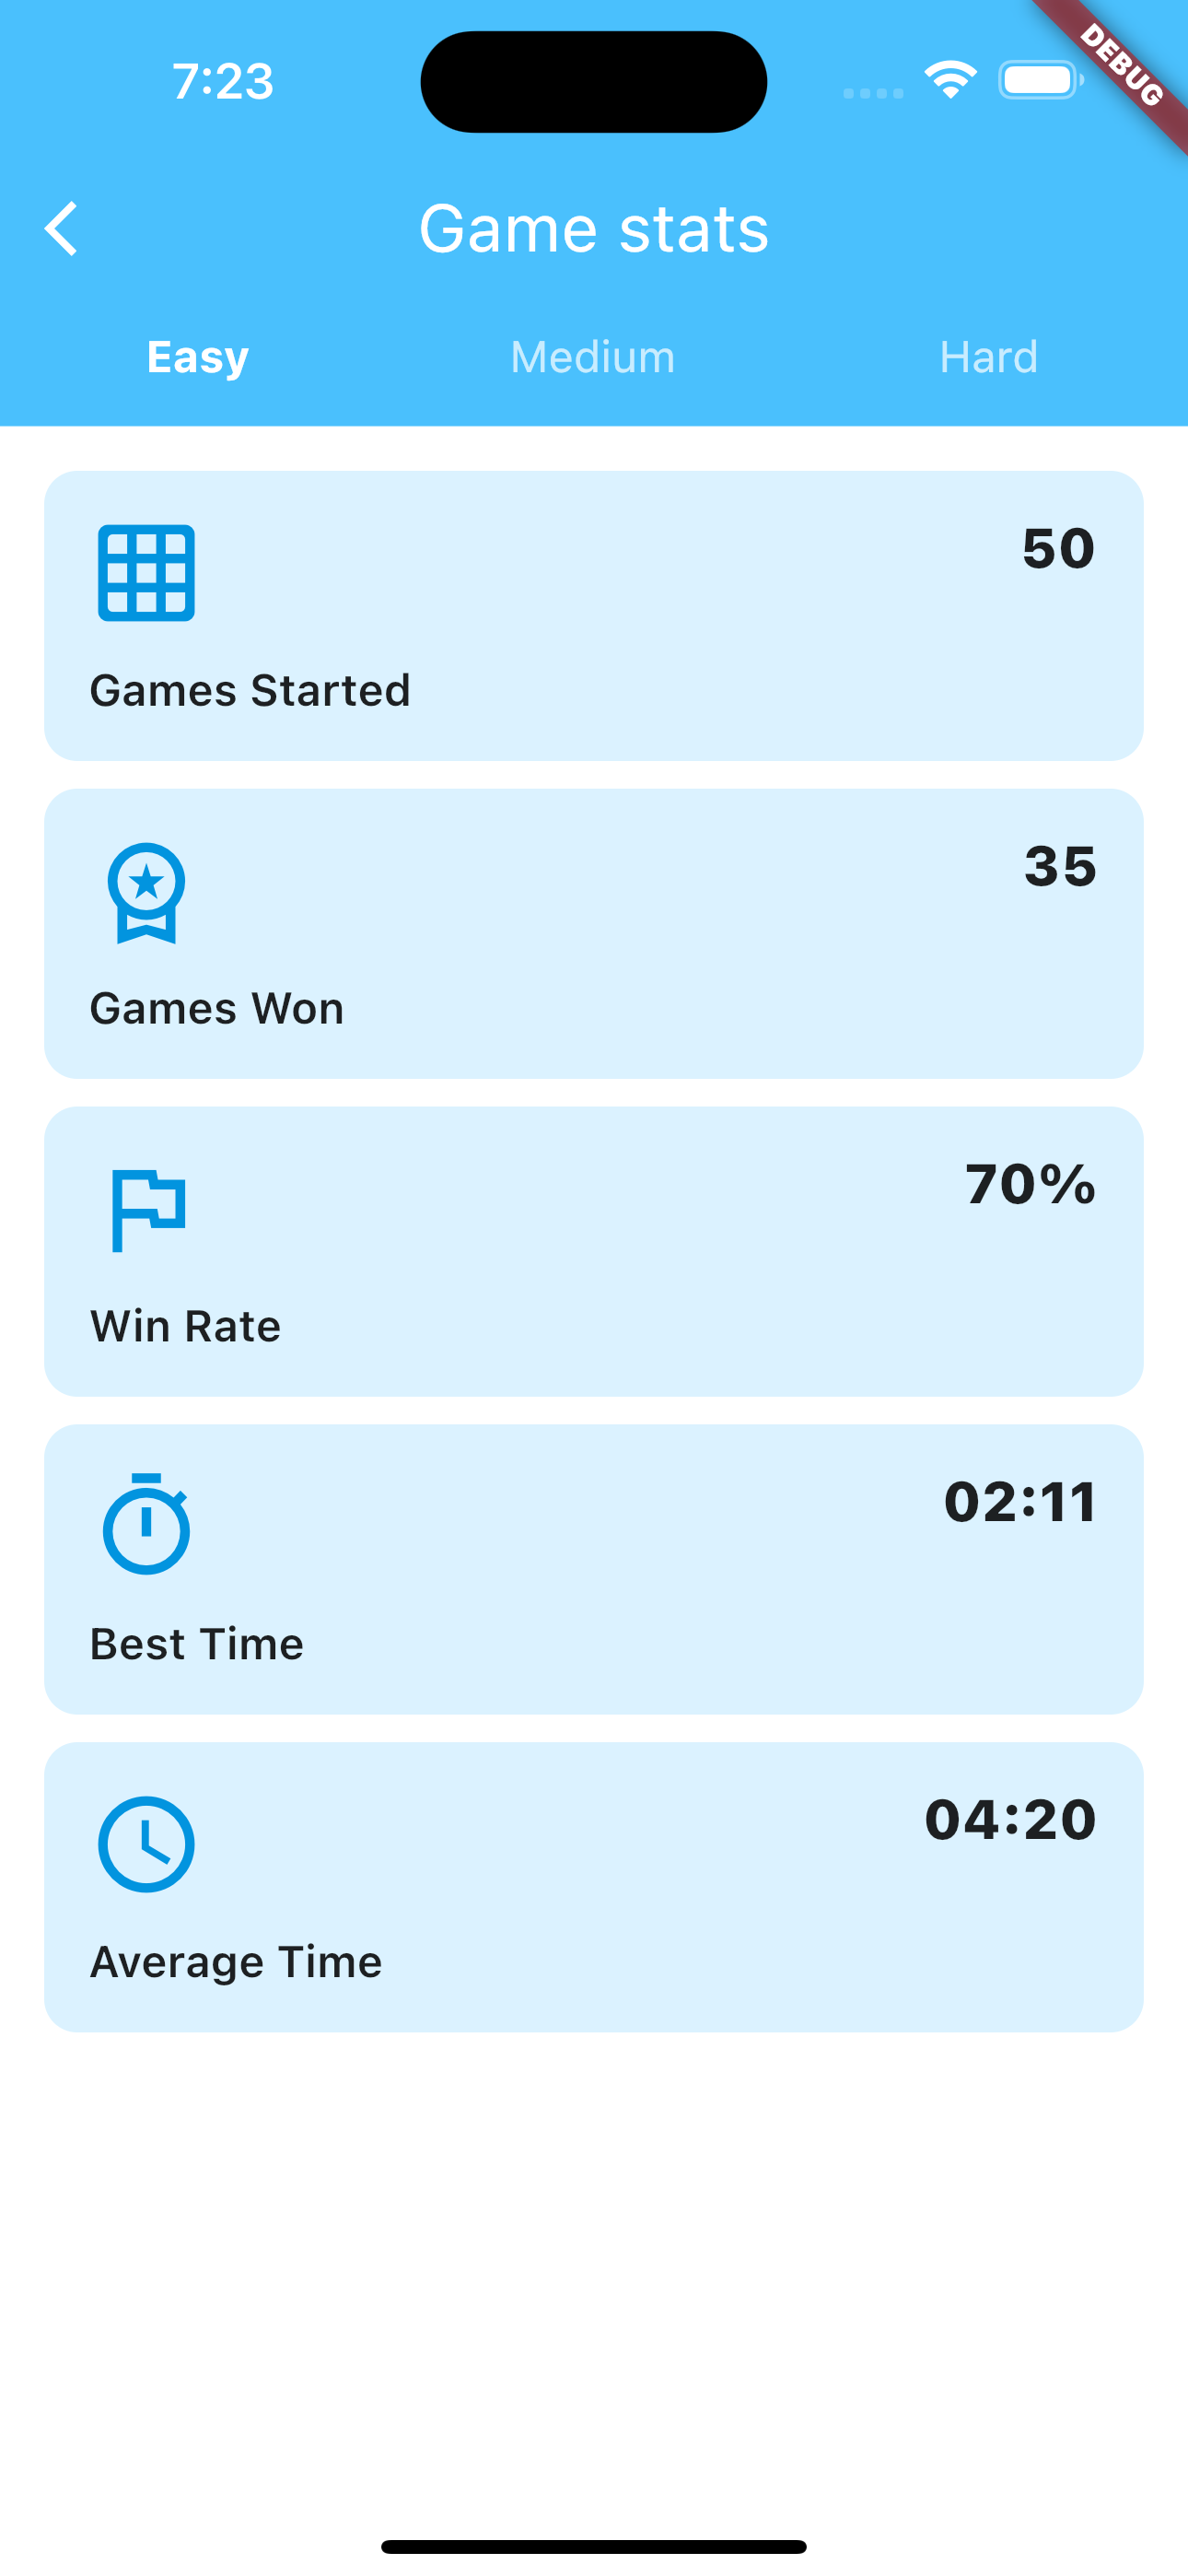 7:23
DEBUG
Game stats
Easy Medium Hard
50
Games Started
35
Games Won
70%
Win Rate
02:11
Best Time
04:20
Average Time